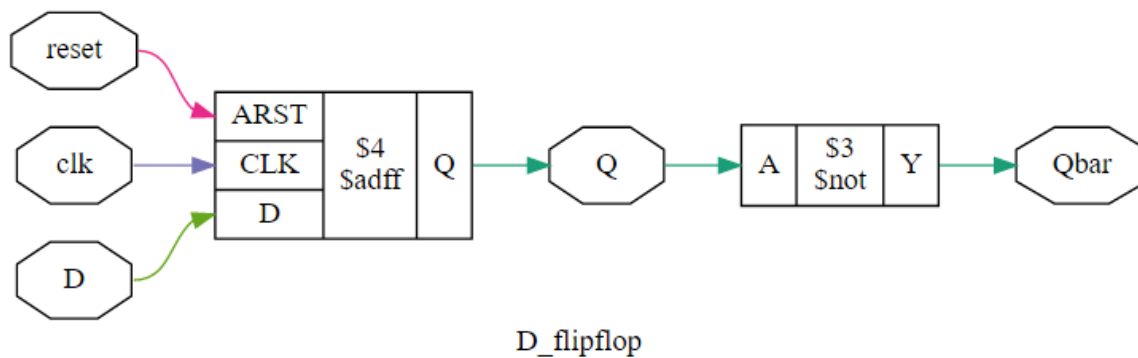 reset
clk
D
ARST
CLK
D
$4
$adff
Q
Q
A
$3
$not
Y
Qbar
D_flipflop